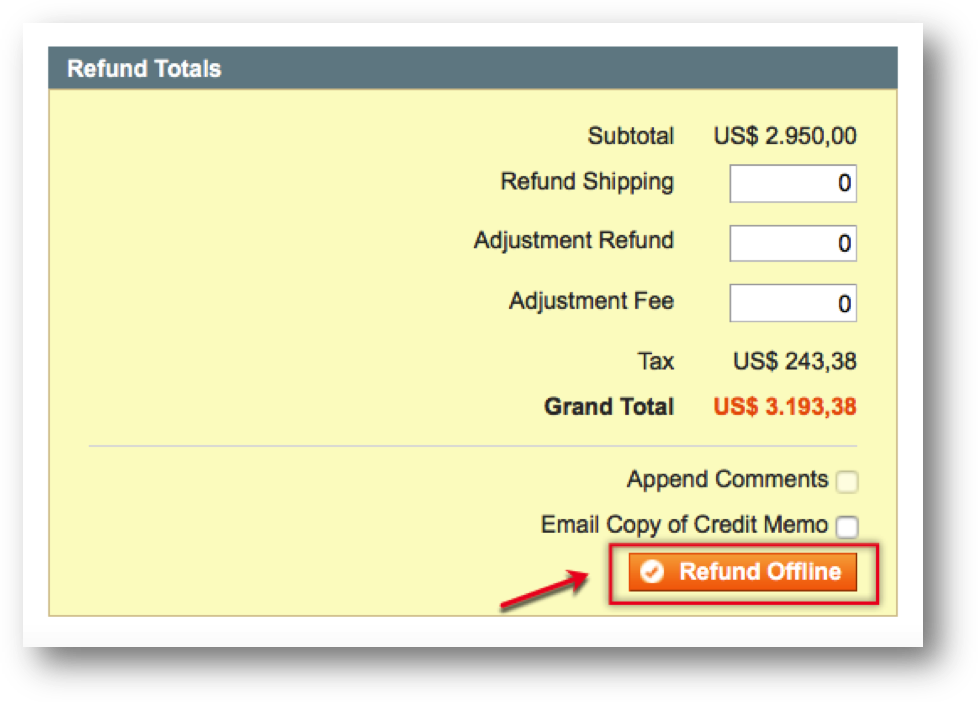 Refund Totals
Subtotal US$ 2.950,00
Refund Shipping 0
Adjustment Refund 0
Adjustment Fee 0
Tax US$ 243,38
Grand Total US$ 3.193,38
Append Comments
Email Copy of Credit Memo
Refund Offline